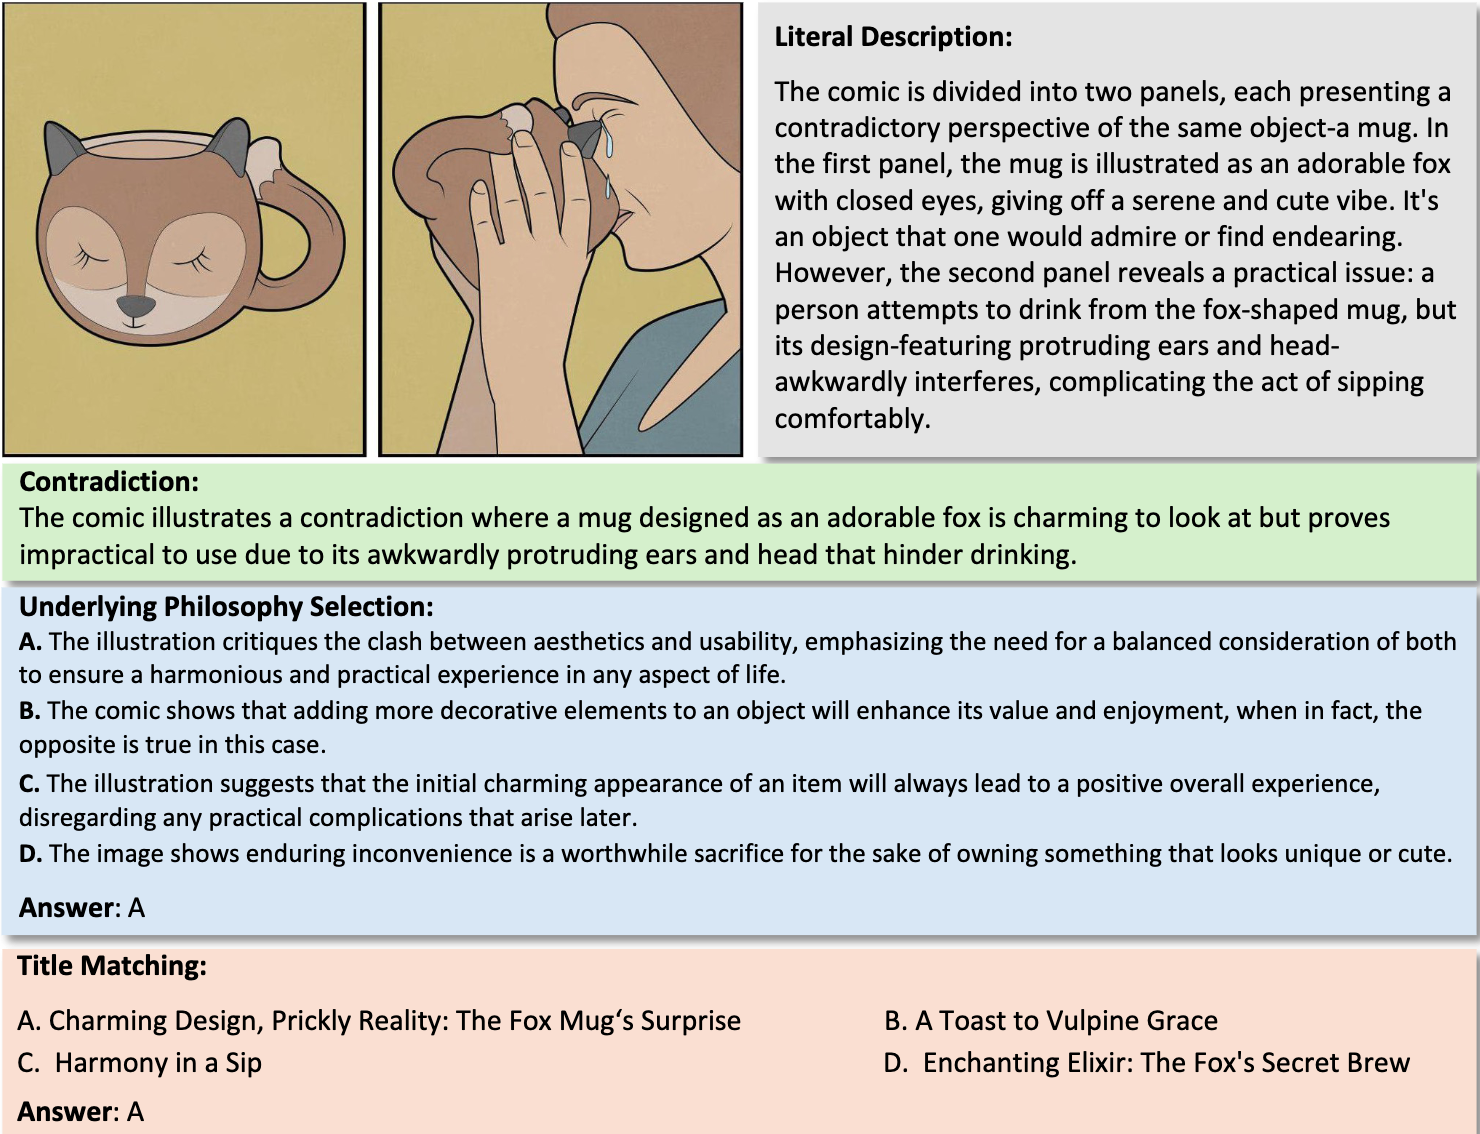 Literal Description:
The comic is divided into two panels, each presenting a
contradictory perspective of the same object-a mug. In
the first panel, the mug is illustrated as an adorable fox
with closed eyes, giving off a serene and cute vibe. It's
an object that one would admire or find endearing.
However, the second panel reveals a practical issue: a
person attempts to drink from the fox-shaped mug, but
its design-featuring protruding ears and head-
awkwardly interferes, complicating the act of sipping
comfortably.
Contradiction:
The comic illustrates a contradiction where a mug designed as an adorable fox is charming to look at but proves
impractical to use due to its awkwardly protruding ears and head that hinder drinking.
Underlying Philosophy Selection:
A. The illustration critiques the clash between aesthetics and usability, emphasizing the need for a balanced consideration of both
to ensure a harmonious and practical experience in any aspect of life.
B. The comic shows that adding more decorative elements to an object will enhance its value and enjoyment, when in fact, the
opposite is true in this case.
C. The illustration suggests that the initial charming appearance of an item will always lead to a positive overall experience,
disregarding any practical complications that arise later.
D. The image shows enduring inconvenience is a worthwhile sacrifice for the sake of owning something that looks unique or cute.
Answer: A
Title Matching:
A. Charming Design, Prickly Reality: The Fox Mug‘s Surprise
B. A Toast to Vulpine Grace
C. Harmony in a Sip
D. Enchanting Elixir: The Fox's Secret Brew
Answer: A